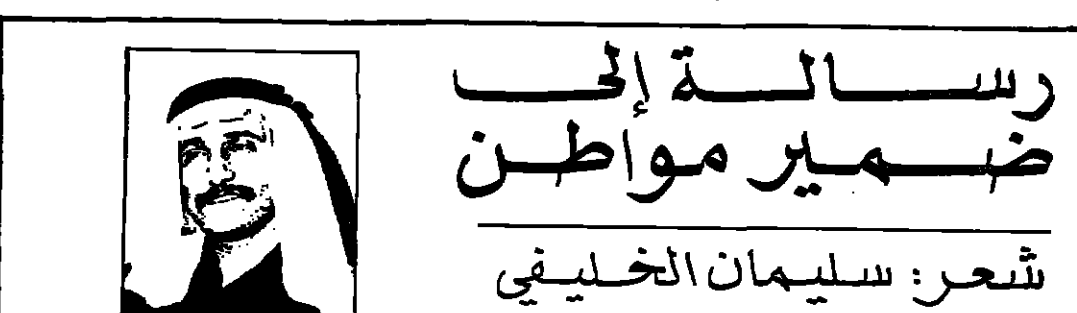 رسالة إلى
ضمير مواطن
شعر: سليمان الخليفي